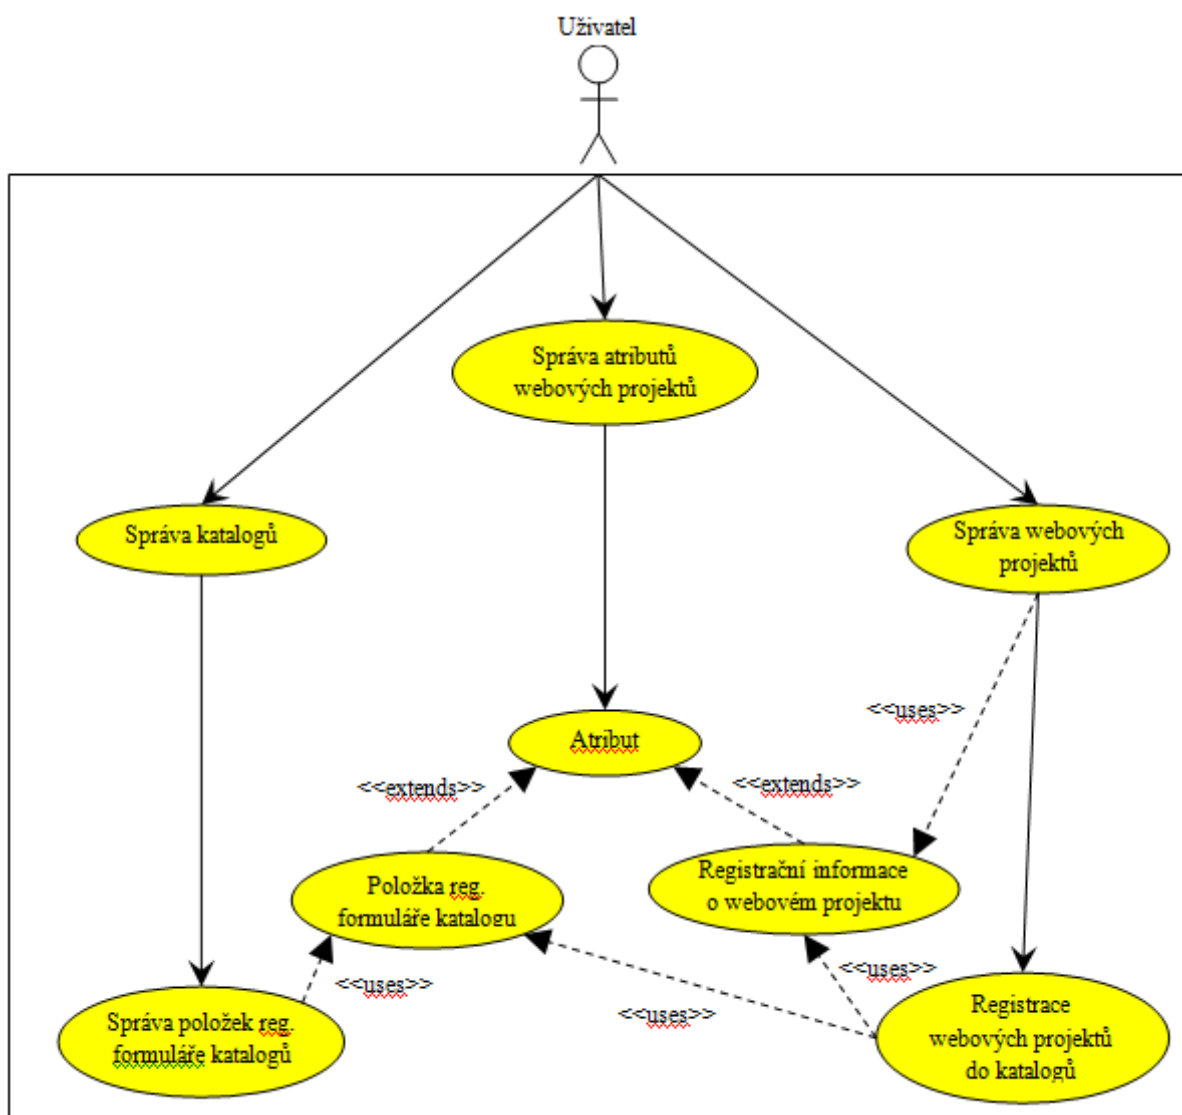 Uživatel
Správa atributů
webových projektů
Správa katalogů
Správa webových
projektů
<<uses>>
Atribut
<<extends>>
<<extends>>
Položka reg.
formuláře katalogu
Registrační informace
o webovém projektu
<<uses>>
<<uses>>
<<uses>>
Správa položek reg.
formuláře katalogů
Registrace
webových projektů
do katalogů